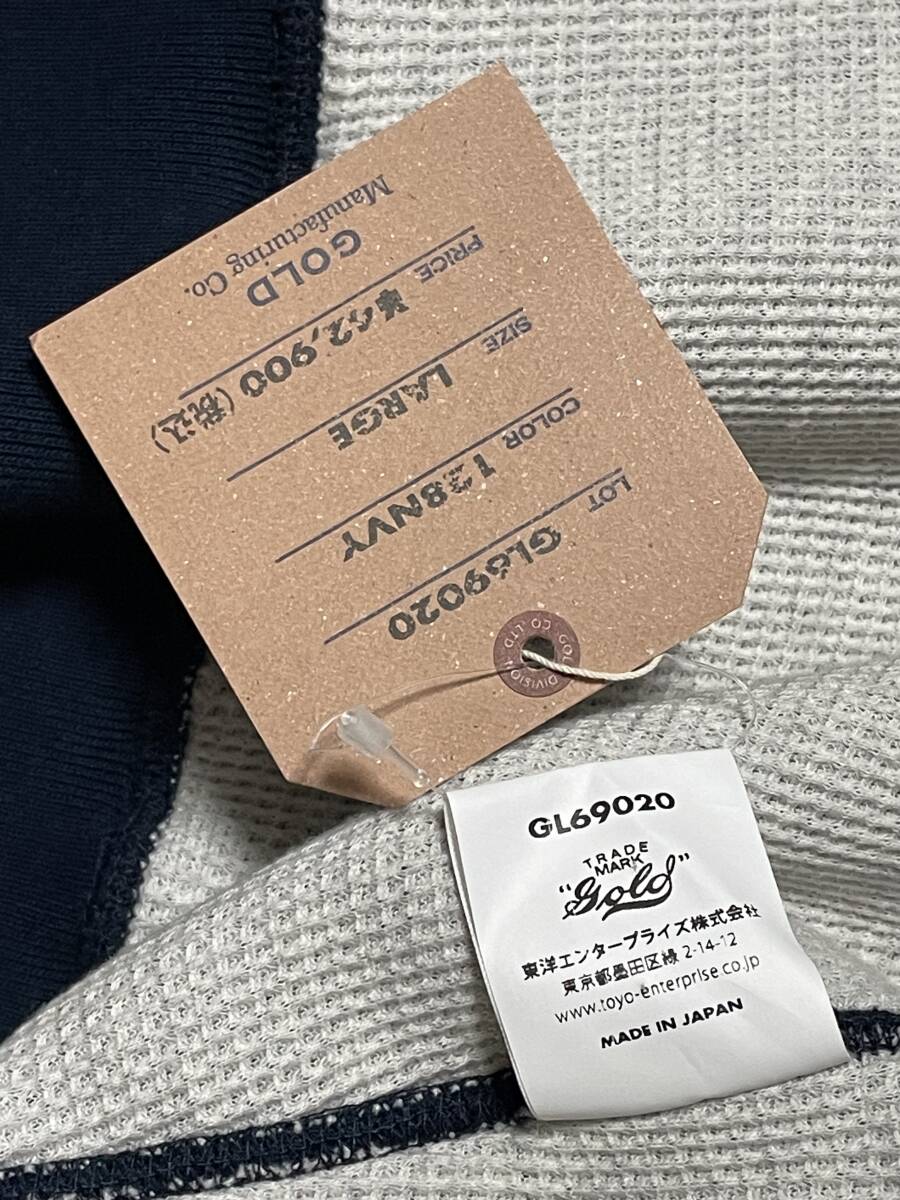 CO.,LTD. GOLD DIVISION
LOT GL69020
COLOR 128NVY
SIZE LARGE
PRICE ¥42,900(税込)
GOLD
Manufacturing Co.
GL69020
TRADE
MARK
"Gold"
東洋エンタープライズ株式会社
東京都墨田区緑 2-14-12
www.toyo-enterprise.co.jp
MADE IN JAPAN